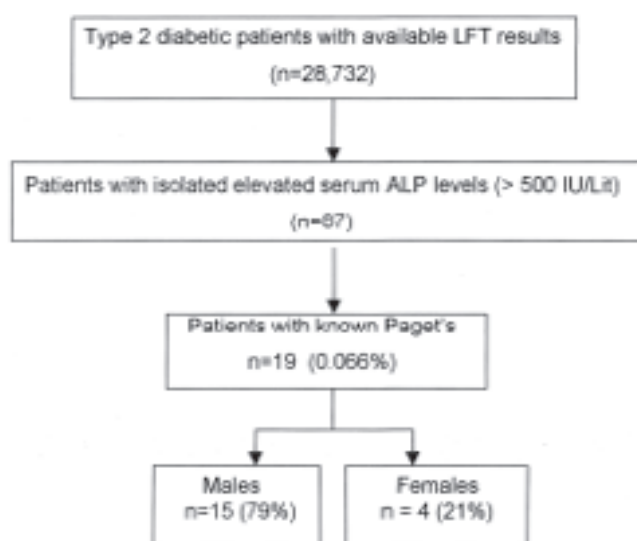 Type 2 diabetic patients with available LFT results
(n=28,732)
Patients with isolated elevated serum ALP levels (> 500 IU/Lit)
(n=87)
Patients with known Paget's
n=19 (0.066%)
Males
n=15 (79%)
Females
n = 4 (21%)